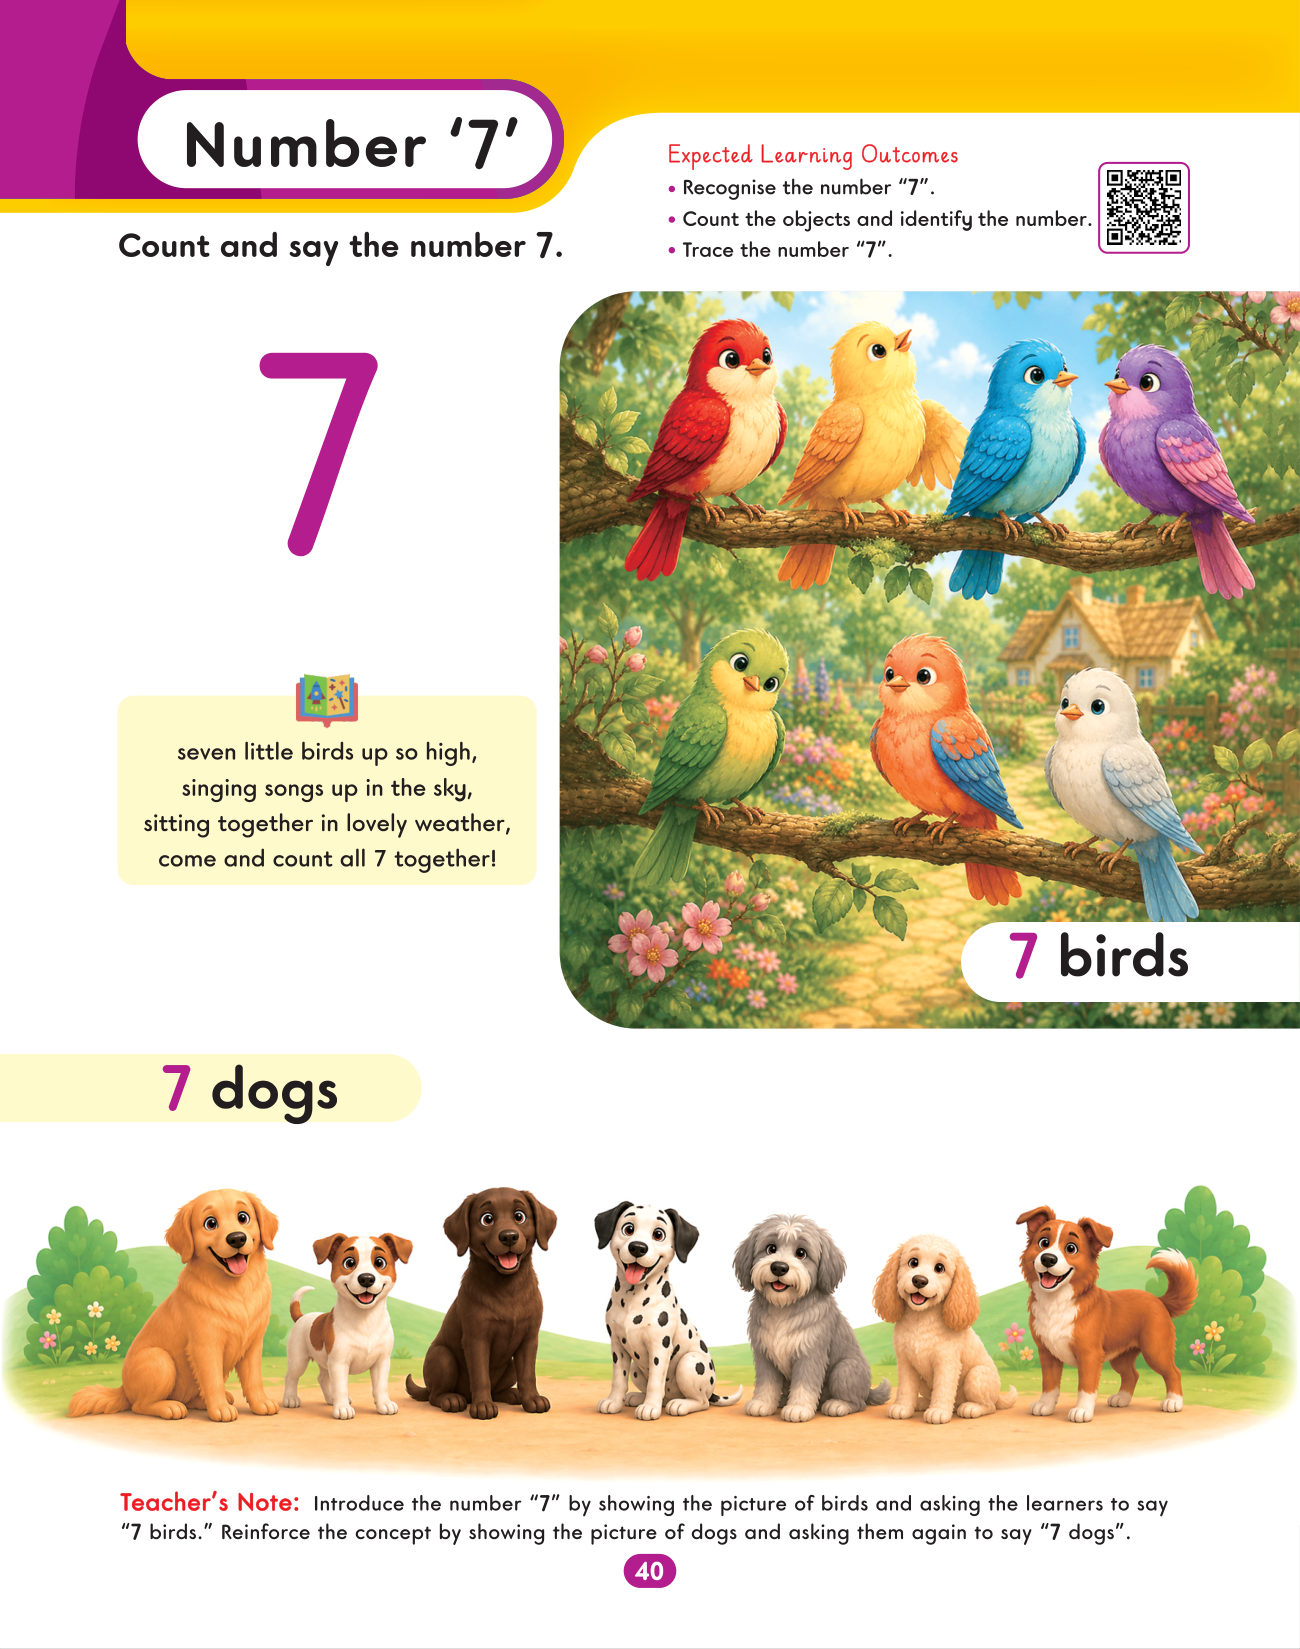 Number ‘7’
Expected Learning Outcomes
• Recognise the number “7”.
• Count the objects and identify the number.
• Trace the number “7”.
Count and say the number 7.
7
seven little birds up so high,
singing songs up in the sky,
sitting together in lovely weather,
come and count all 7 together!
7 birds
7 dogs
Teacher’s Note: Introduce the number “7” by showing the picture of birds and asking the learners to say
“7 birds.” Reinforce the concept by showing the picture of dogs and asking them again to say “7 dogs”.
40